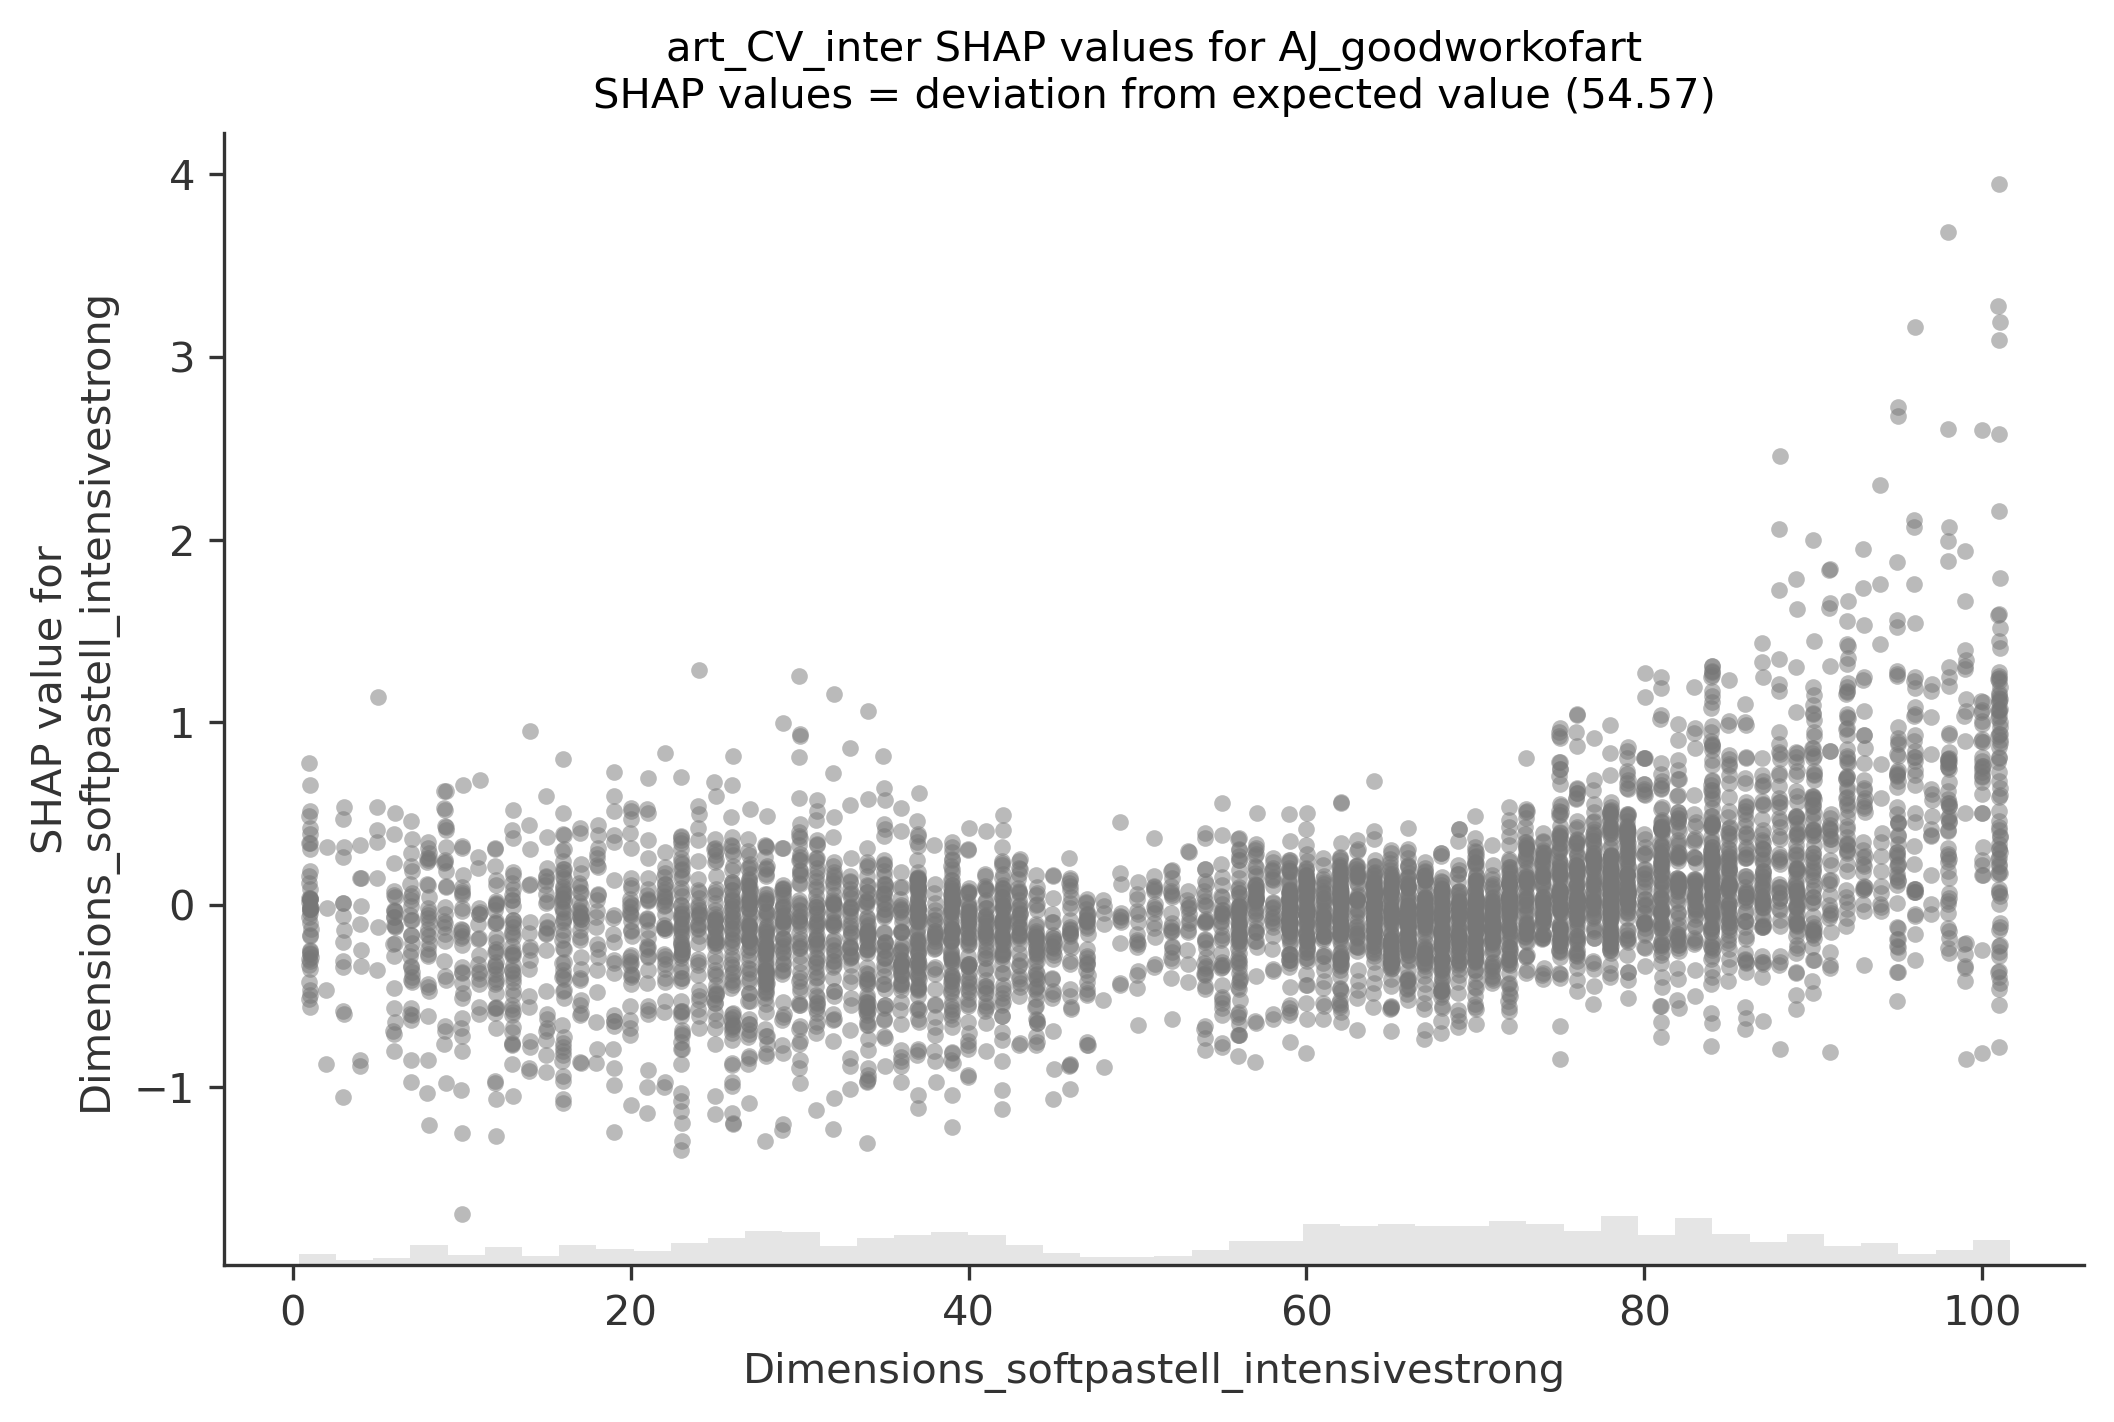 art_CV_inter SHAP values for AJ_goodworkofart
SHAP values = deviation from expected value (54.57)
SHAP value for
Dimensions_softpastell_intensivestrong
4
3
2
1
0
−1
0
20
40
60
80
100
Dimensions_softpastell_intensivestrong